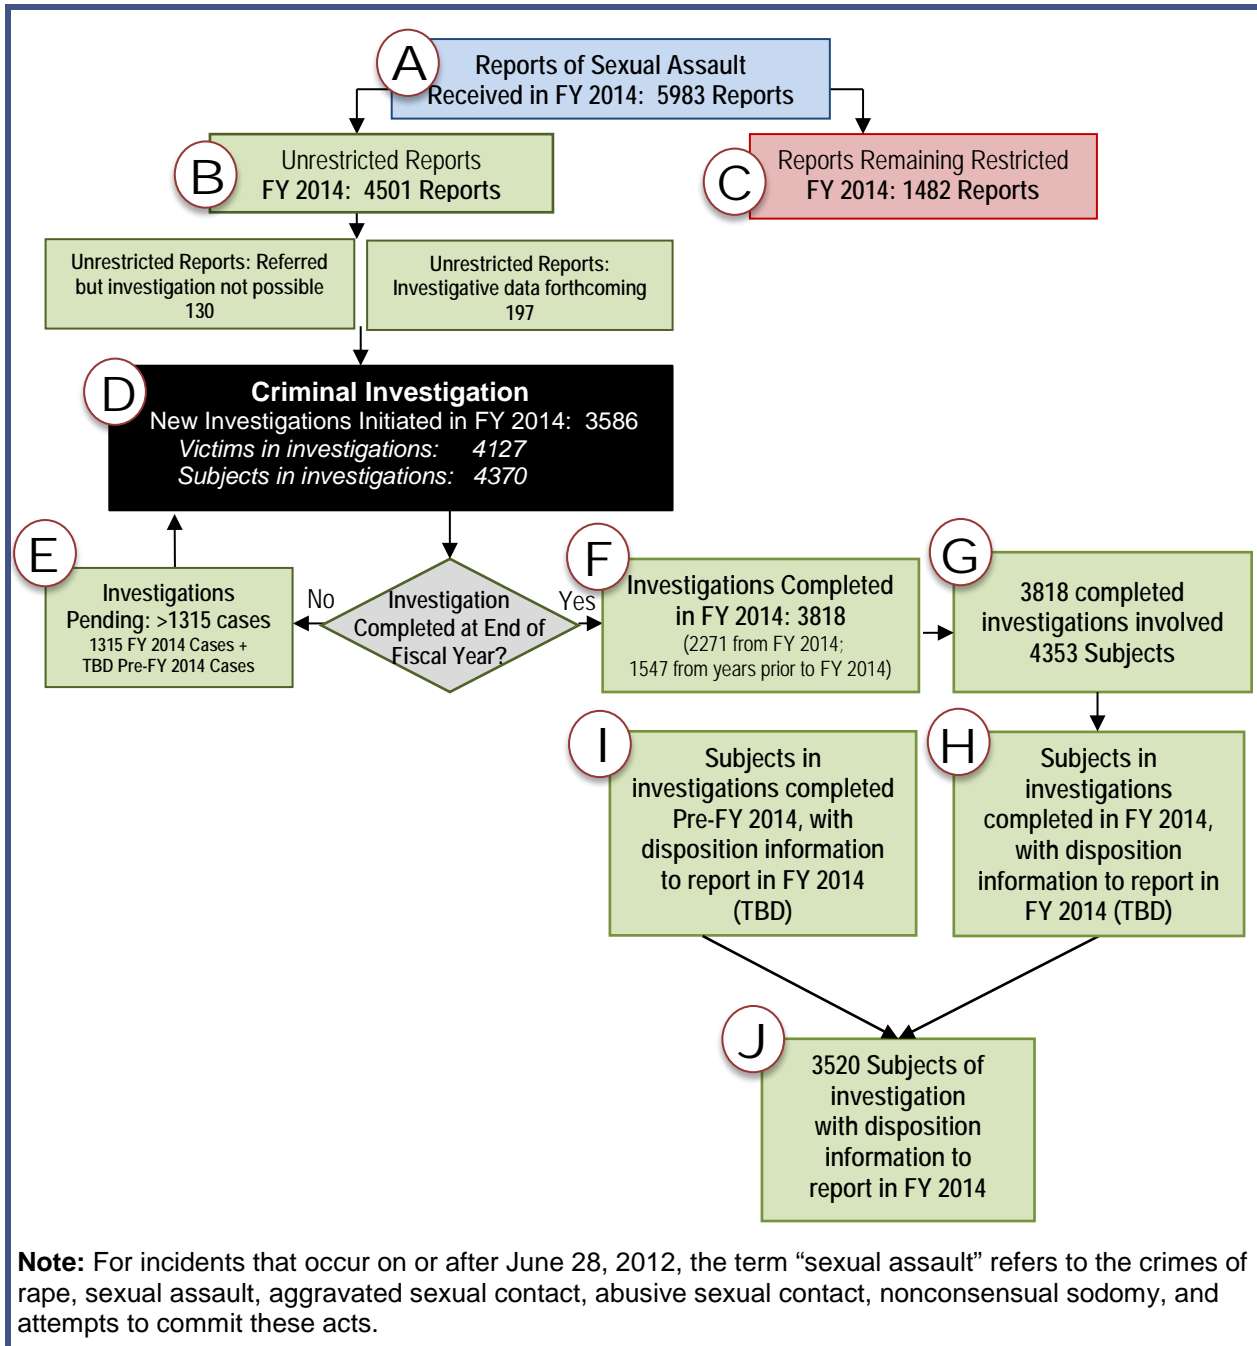 A
Reports of Sexual Assault
Received in FY 2014: 5983 Reports
B
Unrestricted Reports
FY 2014: 4501 Reports
C
Reports Remaining Restricted
FY 2014: 1482 Reports
Unrestricted Reports: Referred
but investigation not possible
130
Unrestricted Reports:
Investigative data forthcoming
197
D
Criminal Investigation
New Investigations Initiated in FY 2014: 3586
Victims in investigations: 4127
Subjects in investigations: 4370
E
Investigations
Pending: >1315 cases
1315 FY 2014 Cases +
TBD Pre-FY 2014 Cases
No
Investigation
Completed at End of
Fiscal Year?
Yes
F
Investigations Completed
in FY 2014: 3818
(2271 from FY 2014;
1547 from years prior to FY 2014)
G
3818 completed
investigations involved
4353 Subjects
I
Subjects in
investigations completed
Pre-FY 2014, with
disposition information
to report in FY 2014
(TBD)
H
Subjects in
investigations
completed in FY 2014,
with disposition
information to report in
FY 2014 (TBD)
J
3520 Subjects of
investigation
with disposition
information to
report in FY 2014
Note: For incidents that occur on or after June 28, 2012, the term “sexual assault” refers to the crimes of
rape, sexual assault, aggravated sexual contact, abusive sexual contact, nonconsensual sodomy, and
attempts to commit these acts.